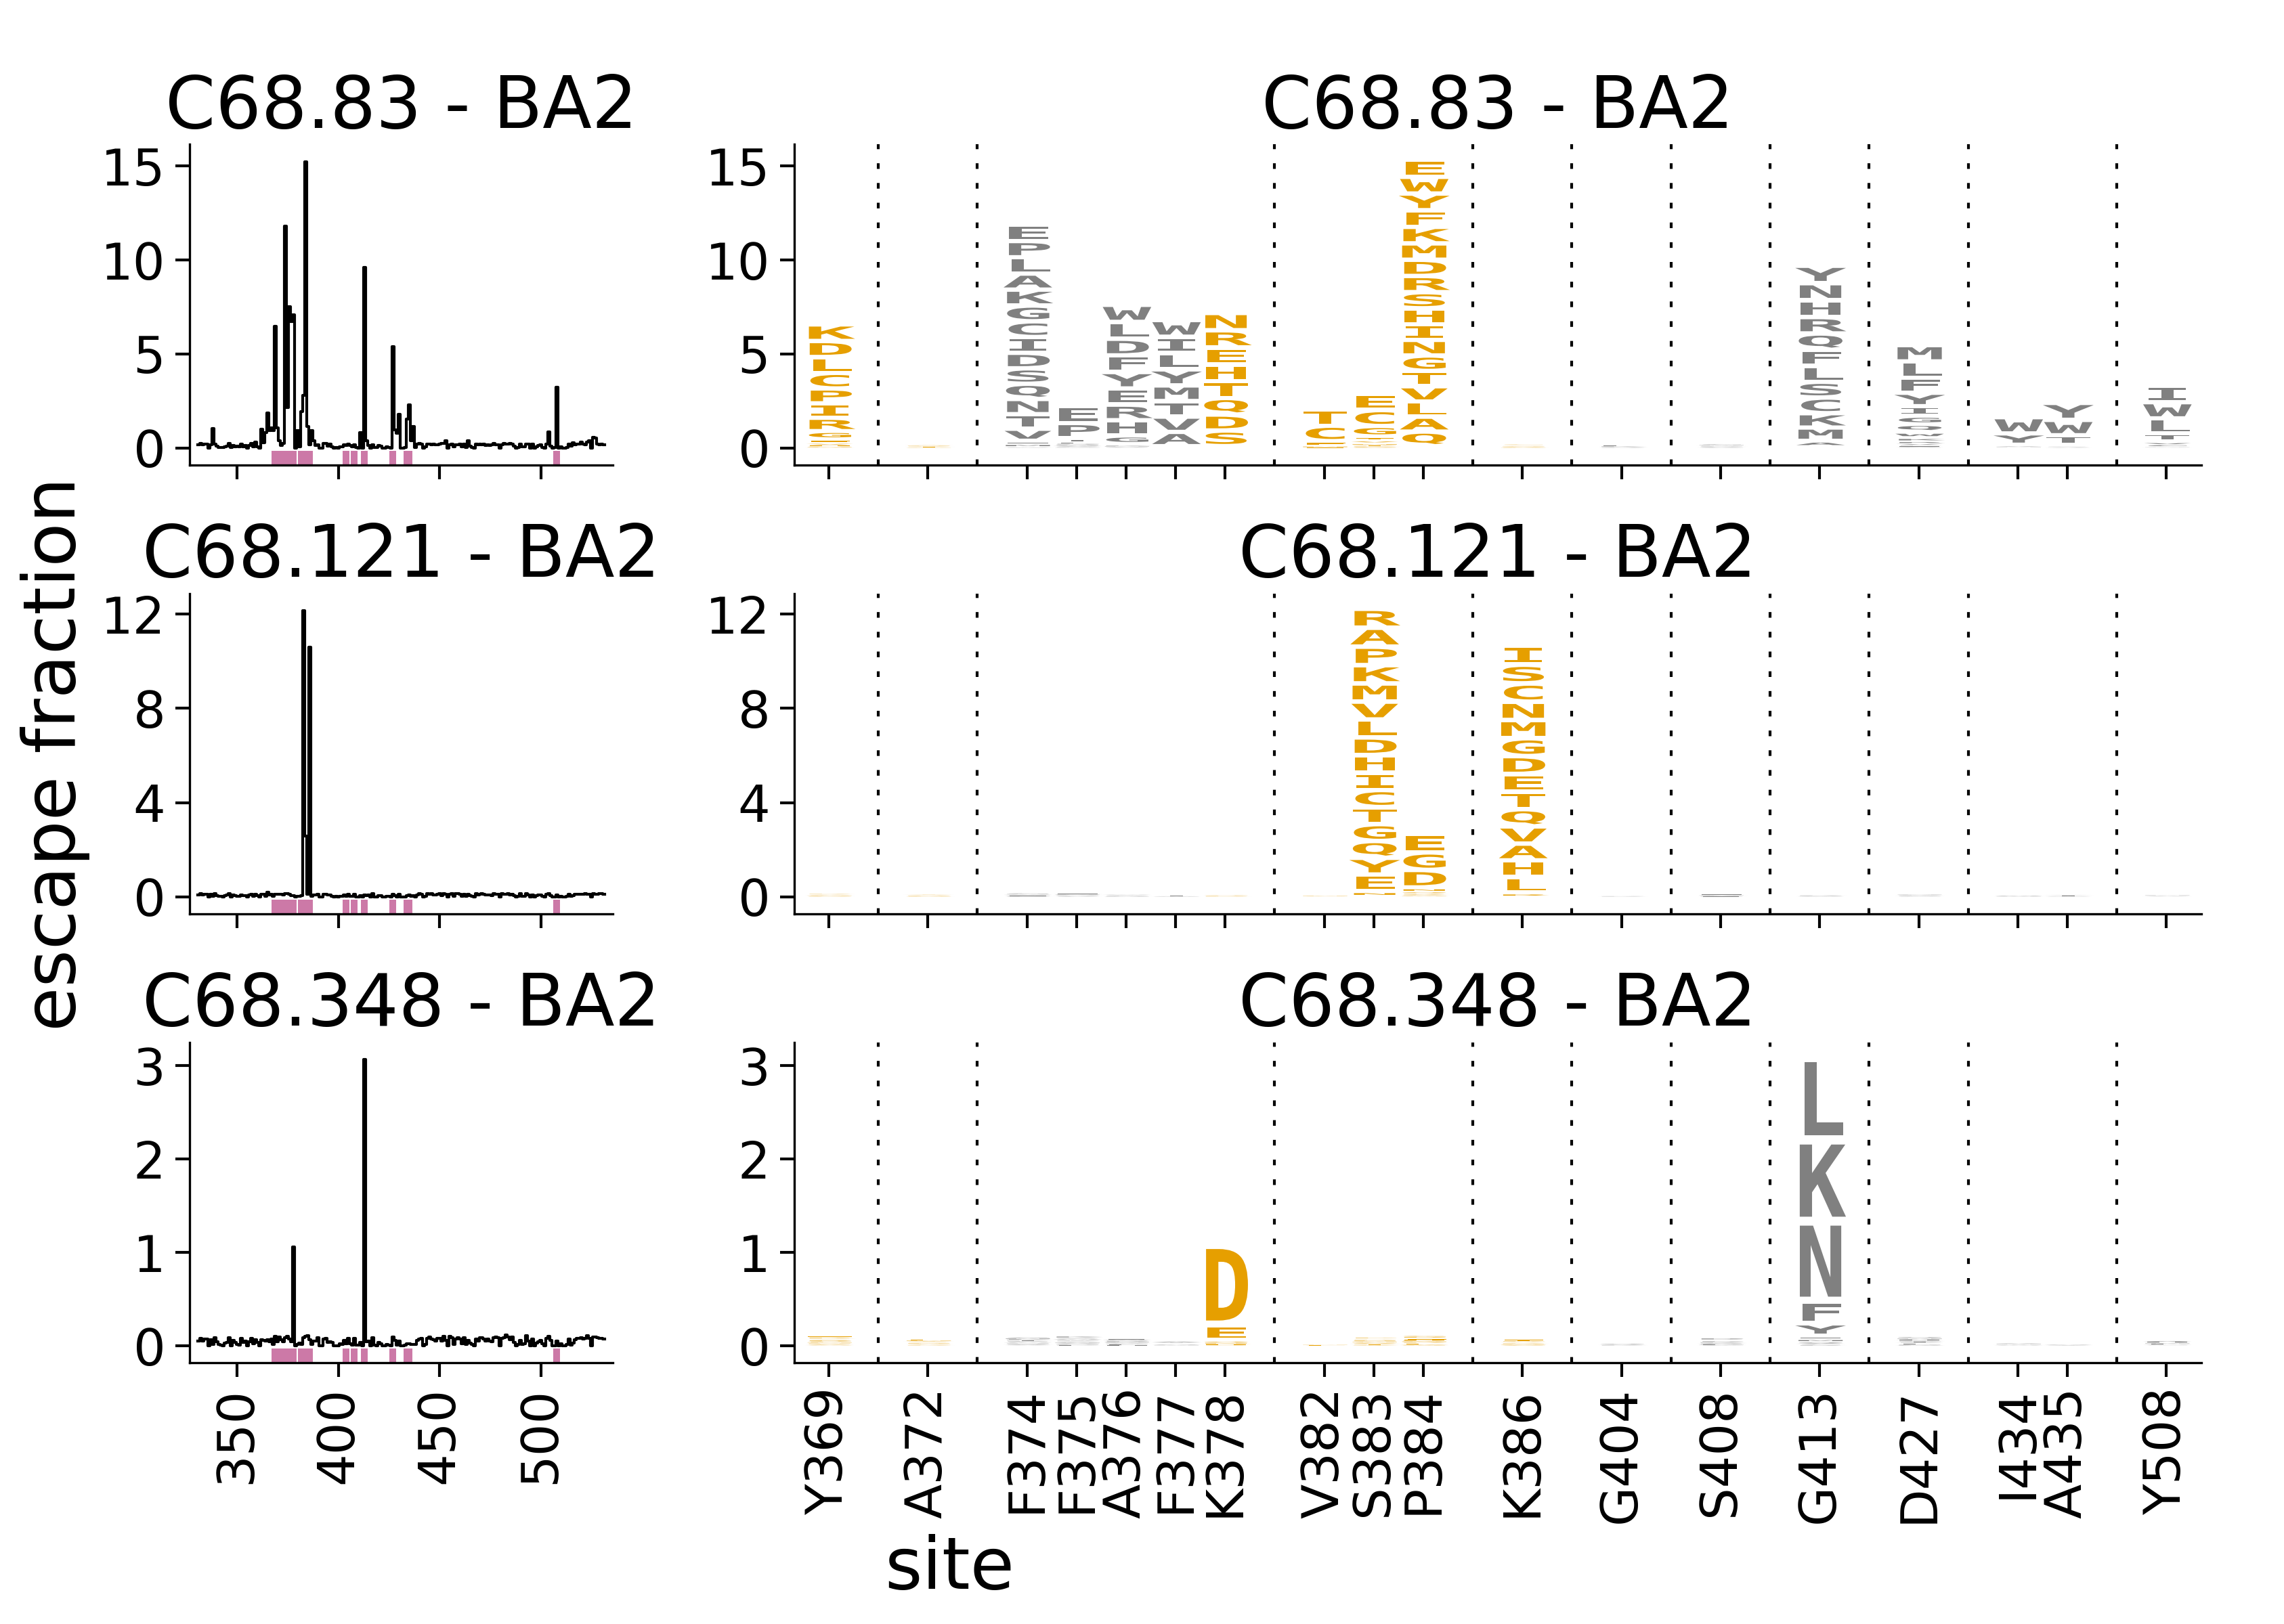 C68.83 - BA2
C68.83 - BA2
15
10
5
0
15
10
5
0
K D L C P I R G
E P L A K G C I D S Q N T V
E P
W L D F Y E R H G
W I L Y M T V A
N R E H T Q D S
T C
E C G
E W Y F K M D R S H I N G T V L A Q
Y N H R Q F L S C K M A
M L F Y I G Q W
W Y
Y W T
I W L T
escape fraction
C68.121 - BA2
C68.121 - BA2
12
8
4
0
12
8
4
0
R A P K M V L D H I C T G Q Y E N
E G D
I S C N M G D E T Q V A H L
C68.348 - BA2
C68.348 - BA2
3
2
1
0
3
2
1
0
D E
L K N F Y
350 400 450 500
Y369 A372 F374 F375 A376 F377 K378 V382 S383 P384 K386 G404 S408 G413 D427 I434 A435 Y508
site